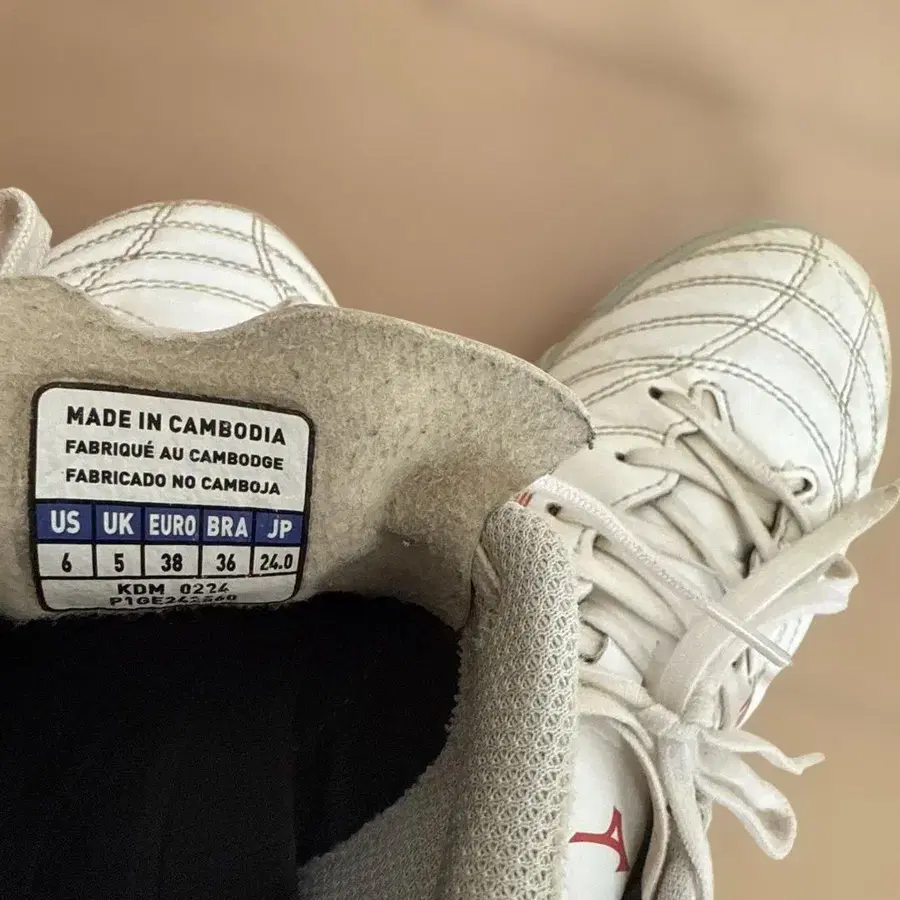 MADE IN CAMBODIA
FABRIQUÉ AU CAMBODGE
FABRICADO NO CAMBOJA
US UK EURO BRA JP
6 5 38 36 24.0
KDM 0224